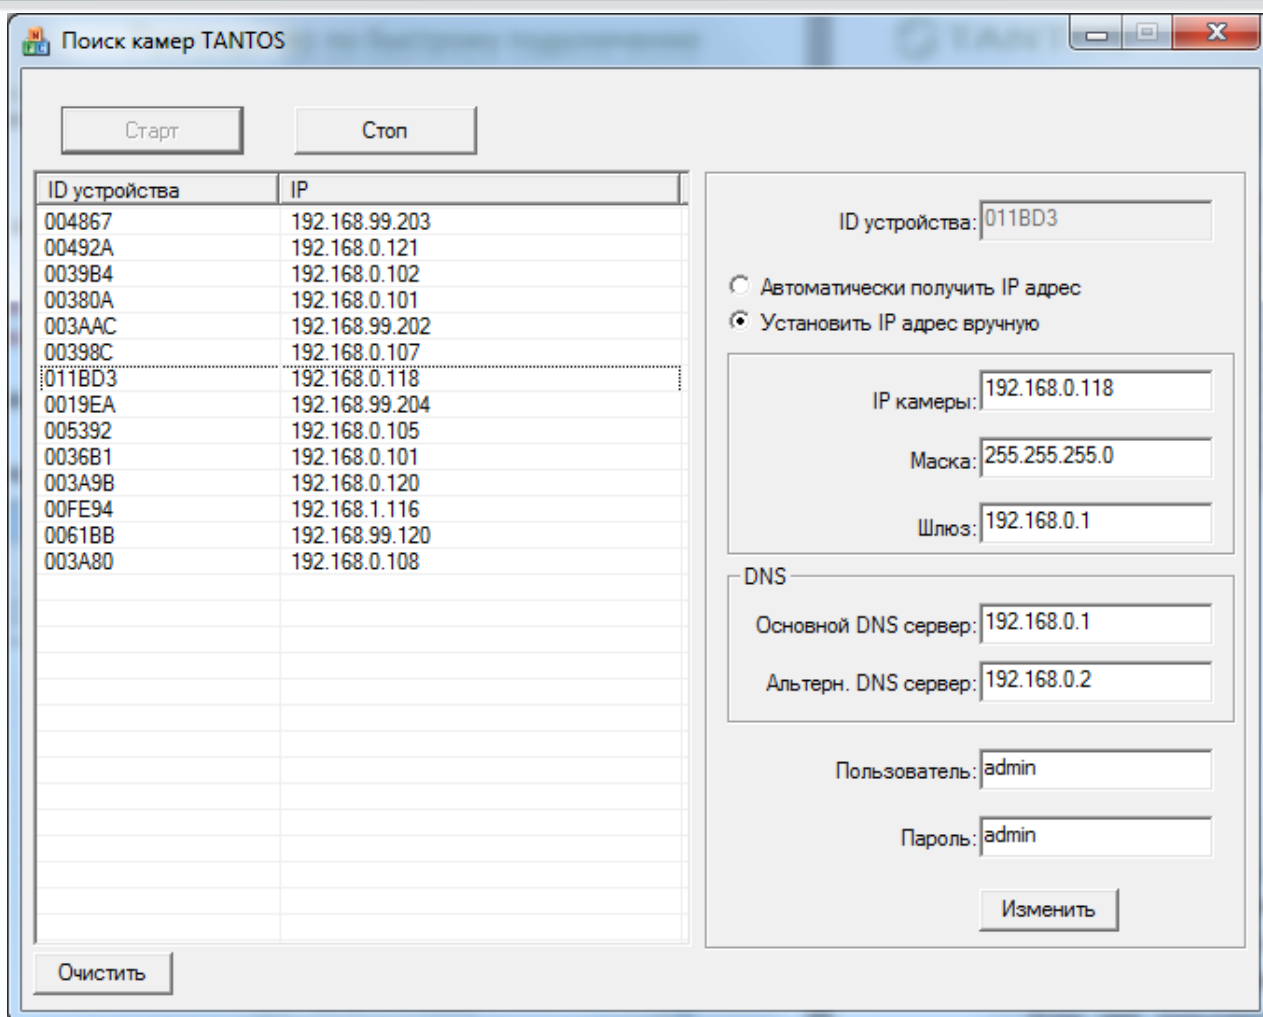 Поиск камер TANTOS
Старт Стоп
ID устройства IP
004867 192.168.99.203
00492A 192.168.0.121
0039B4 192.168.0.102
00380A 192.168.0.101
003AAC 192.168.99.202
00398C 192.168.0.107
011BD3 192.168.0.118
0019EA 192.168.99.204
005392 192.168.0.105
0036B1 192.168.0.101
003A9B 192.168.0.120
00FE94 192.168.1.116
0061BB 192.168.99.120
003A80 192.168.0.108
Очистить
ID устройства: 011BD3
Автоматически получить IP адрес
Установить IP адрес вручную
IP камеры: 192.168.0.118
Маска: 255.255.255.0
Шлюз: 192.168.0.1
DNS
Основной DNS сервер: 192.168.0.1
Альтерн. DNS сервер: 192.168.0.2
Пользователь: admin
Пароль: admin
Изменить